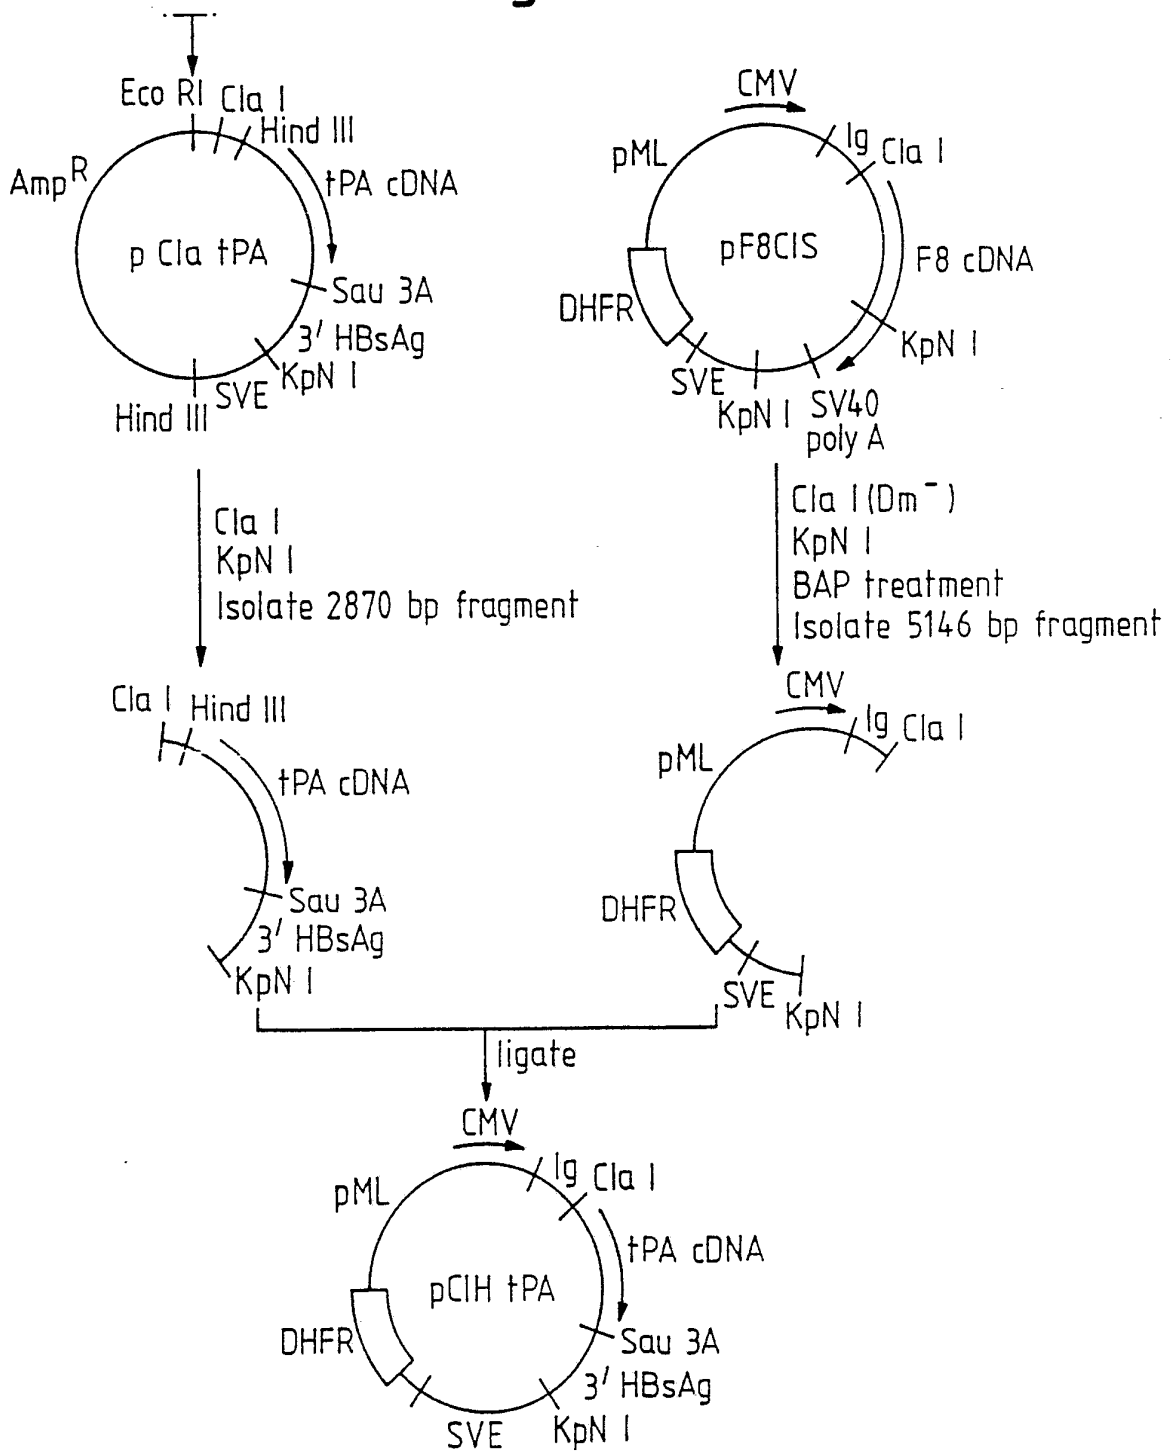 Eco RI
Cla I
Hind III
Amp R
tPA cDNA
p Cla tPA
Sau 3A
3' HBsAg
KpN I
SVE
Hind III
CMV
Ig
Cla I
pML
pF8CIS
F8 cDNA
DHFR
KpN I
SVE
KpN I
SV40
poly A
Cla I
KpN I
Isolate 2870 bp fragment
Cla I (Dm⁻)
KpN I
BAP treatment
Isolate 5146 bp fragment
Cla I
Hind III
tPA cDNA
Sau 3A
3' HBsAg
KpN I
CMV
Ig
Cla I
pML
DHFR
SVE
KpN I
ligate
CMV
Ig
Cla I
pML
tPA cDNA
pCIH tPA
DHFR
Sau 3A
3' HBsAg
SVE
KpN I